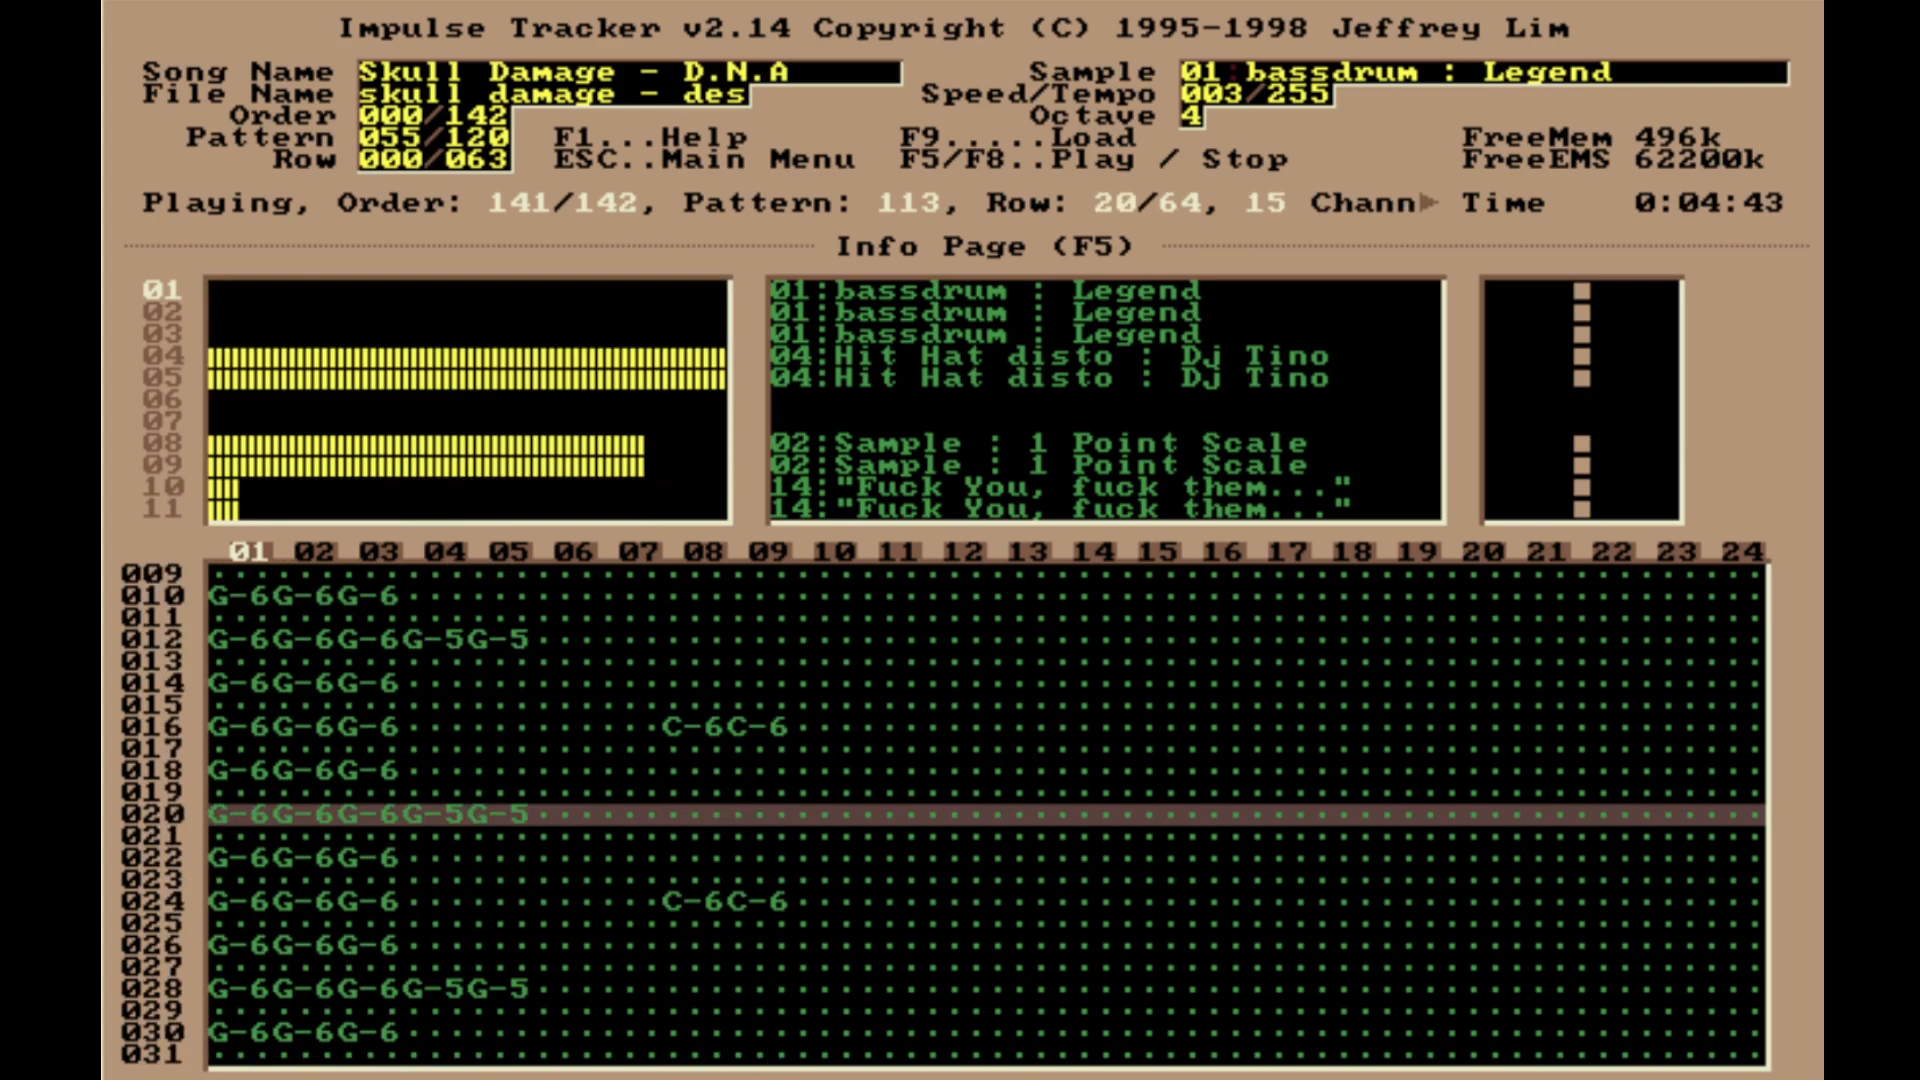 Impulse Tracker v2.14 Copyright (C) 1995-1998 Jeffrey Lim
Song Name Skull Damage - D.N.A Sample 01:bassdrum : Legend
File Name skull damage - des Speed/Tempo 003/255
Order 000/142 Octave 4
Pattern 055/120 F1...Help F9.....Load FreeMem 496k
Row 000/063 ESC..Main Menu F5/F8..Play / Stop FreeEMS 62200k
Playing, Order: 141/142, Pattern: 113, Row: 20/64, 15 Chann Time 0:04:43
Info Page (F5)
01 01:bassdrum : Legend
02 01:bassdrum : Legend
03 01:bassdrum : Legend
04 04:Hit Hat disto : Dj Tino
05 04:Hit Hat disto : Dj Tino
06
07
08 02:Sample : 1 Point Scale
09 02:Sample : 1 Point Scale
10 14:"Fuck You, fuck them..."
11 14:"Fuck You, fuck them..."
01 02 03 04 05 06 07 08 09 10 11 12 13 14 15 16 17 18 19 20 21 22 23 24
009
010 G-6G-6G-6
011
012 G-6G-6G-6G-5G-5
013
014 G-6G-6G-6
015
016 G-6G-6G-6 C-6C-6
017
018 G-6G-6G-6
019
020 G-6G-6G-6G-5G-5
021
022 G-6G-6G-6
023
024 G-6G-6G-6 C-6C-6
025
026 G-6G-6G-6
027
028 G-6G-6G-6G-5G-5
029
030 G-6G-6G-6
031